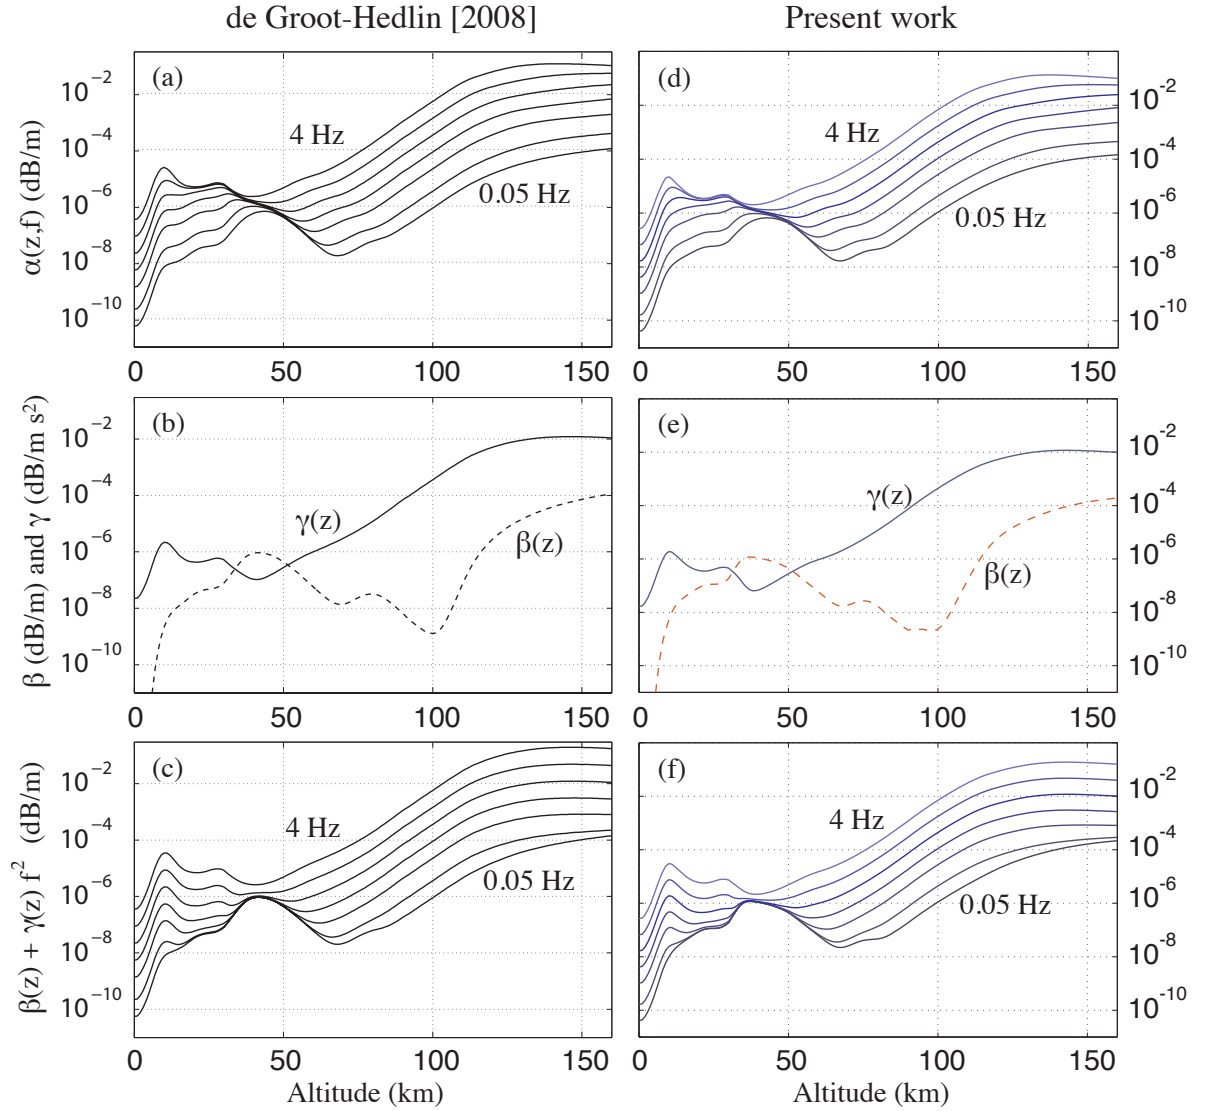 de Groot-Hedlin [2008]
Present work
α(z,f) (dB/m)
(a)
4 Hz
0.05 Hz
10⁻²
10⁻⁴
10⁻⁶
10⁻⁸
10⁻¹⁰
0 50 100 150
(d)
4 Hz
0.05 Hz
10⁻²
10⁻⁴
10⁻⁶
10⁻⁸
10⁻¹⁰
0 50 100 150
β (dB/m) and γ (dB/m s²)
(b)
γ(z)
β(z)
10⁻²
10⁻⁴
10⁻⁶
10⁻⁸
10⁻¹⁰
0 50 100 150
(e)
γ(z)
β(z)
10⁻²
10⁻⁴
10⁻⁶
10⁻⁸
10⁻¹⁰
0 50 100 150
β(z) + γ(z) f² (dB/m)
(c)
4 Hz
0.05 Hz
10⁻²
10⁻⁴
10⁻⁶
10⁻⁸
10⁻¹⁰
0 50 100 150
Altitude (km)
(f)
4 Hz
0.05 Hz
10⁻²
10⁻⁴
10⁻⁶
10⁻⁸
10⁻¹⁰
0 50 100 150
Altitude (km)